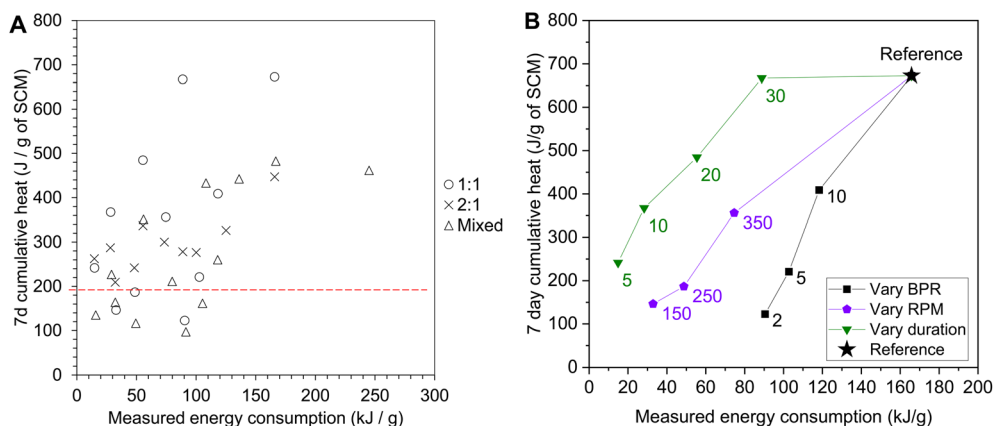 A
7d cumulative heat (J / g of SCM)
800
700
600
500
400
300
200
100
0
0 50 100 150 200 250 300
Measured energy consumption (kJ / g)
1:1
2:1
Mixed
B
7 day cumulative heat (J/g of SCM)
800
700
600
500
400
300
200
100
0
0 20 40 60 80 100 120 140 160 180 200
Measured energy consumption (kJ/g)
Reference
30
20
10
5
350
250
150
10
5
2
Vary BPR
Vary RPM
Vary duration
Reference